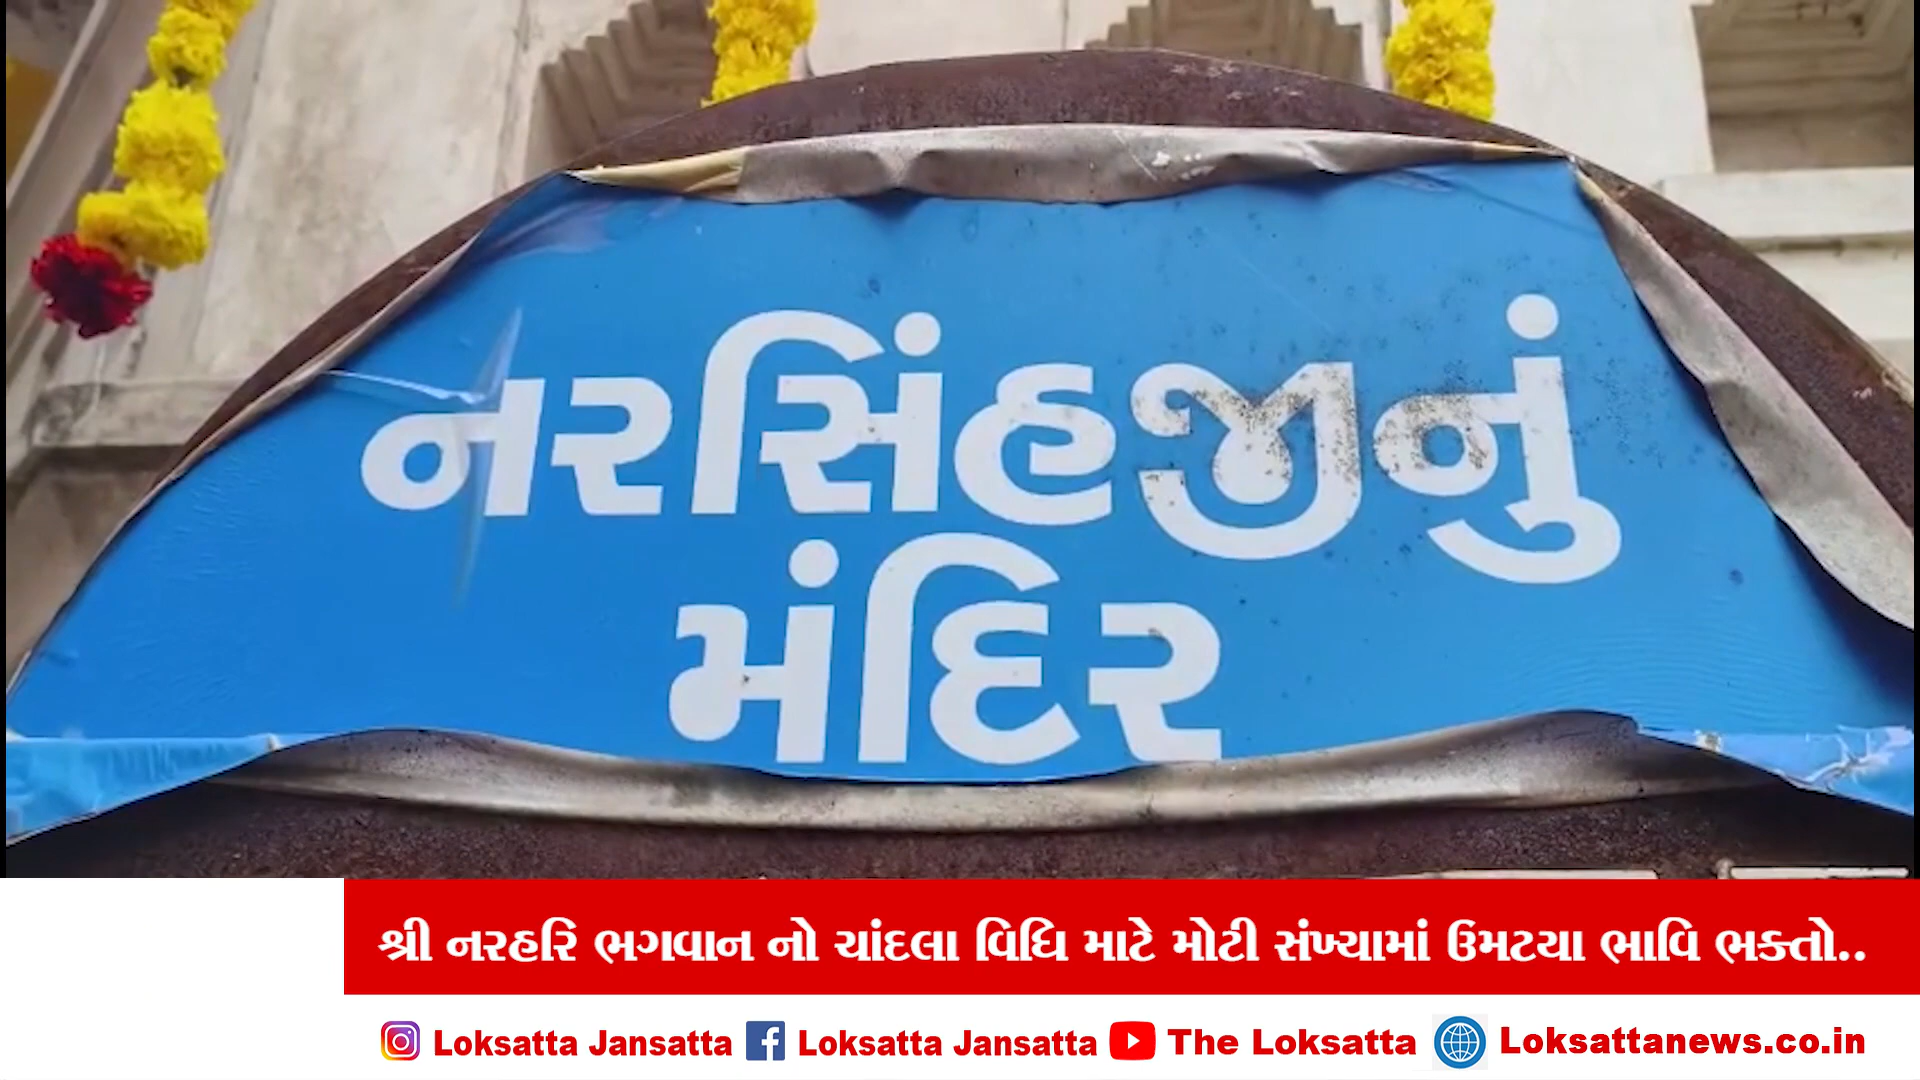 નરસિંહજીનું
મંદિર
શ્રી નરહરિ ભગવાન નો ચાંદલા વિધિ માટે મોટી સંખ્યામાં ઉમટયા ભાવિ ભક્તો..
Loksatta Jansatta Loksatta Jansatta The Loksatta Loksattanews.co.in